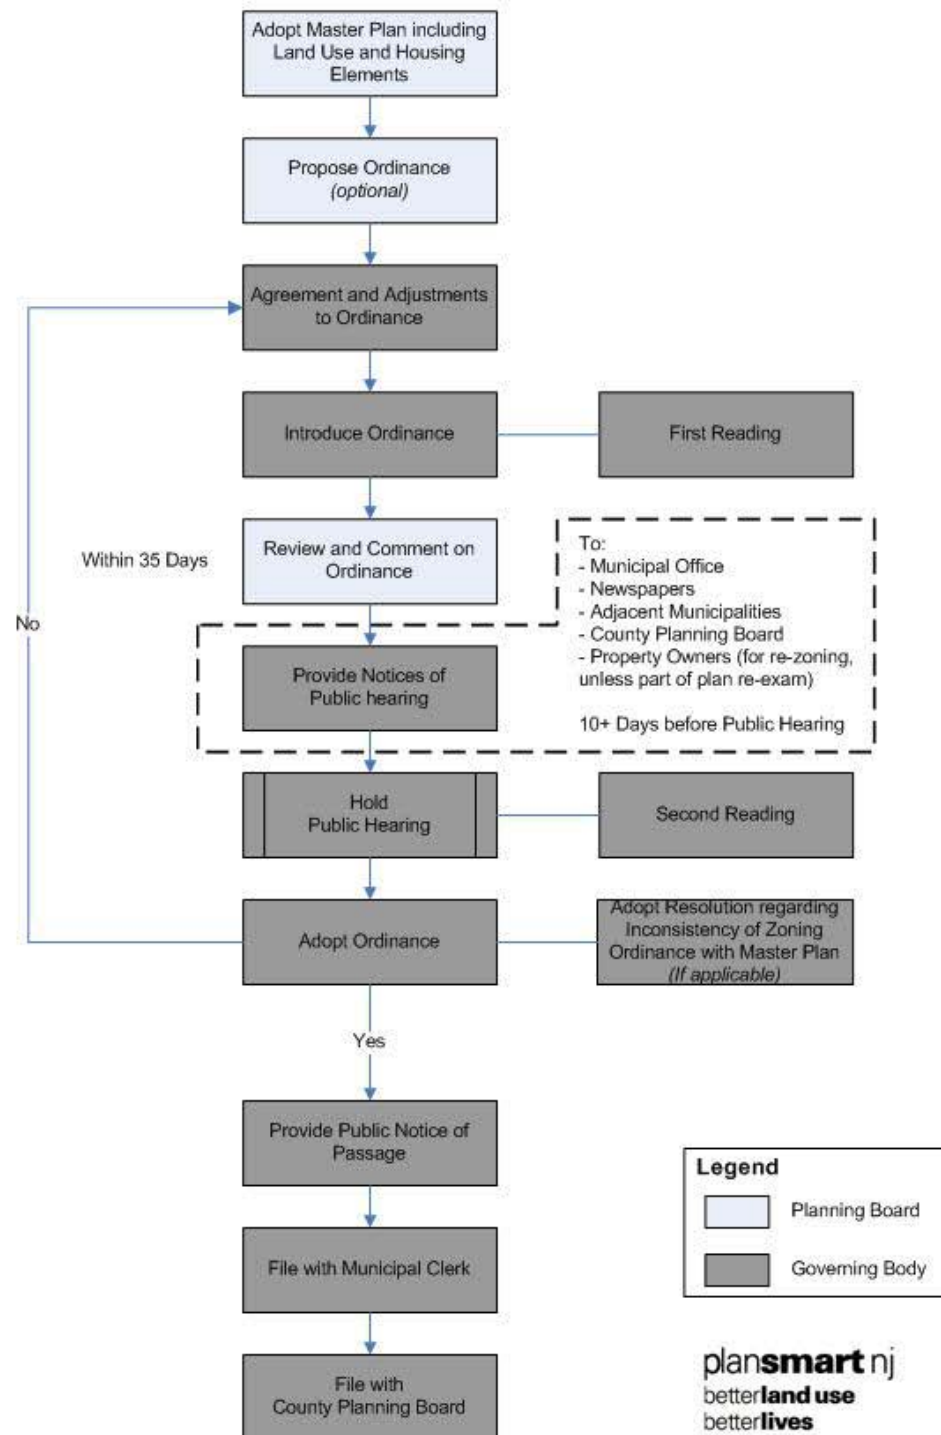 Adopt Master Plan including
Land Use and Housing
Elements
Propose Ordinance
(optional)
Agreement and Adjustments
to Ordinance
Introduce Ordinance
First Reading
Within 35 Days
Review and Comment on
Ordinance
To:
- Municipal Office
- Newspapers
- Adjacent Municipalities
- County Planning Board
- Property Owners (for re-zoning,
unless part of plan re-exam)
10+ Days before Public Hearing
No
Provide Notices of
Public hearing
Hold
Public Hearing
Second Reading
Adopt Ordinance
Adopt Resolution regarding
Inconsistency of Zoning
Ordinance with Master Plan
(If applicable)
Yes
Provide Public Notice of
Passage
File with Municipal Clerk
File with
County Planning Board
Legend
Planning Board
Governing Body
plansmart nj
betterland use
betterlives